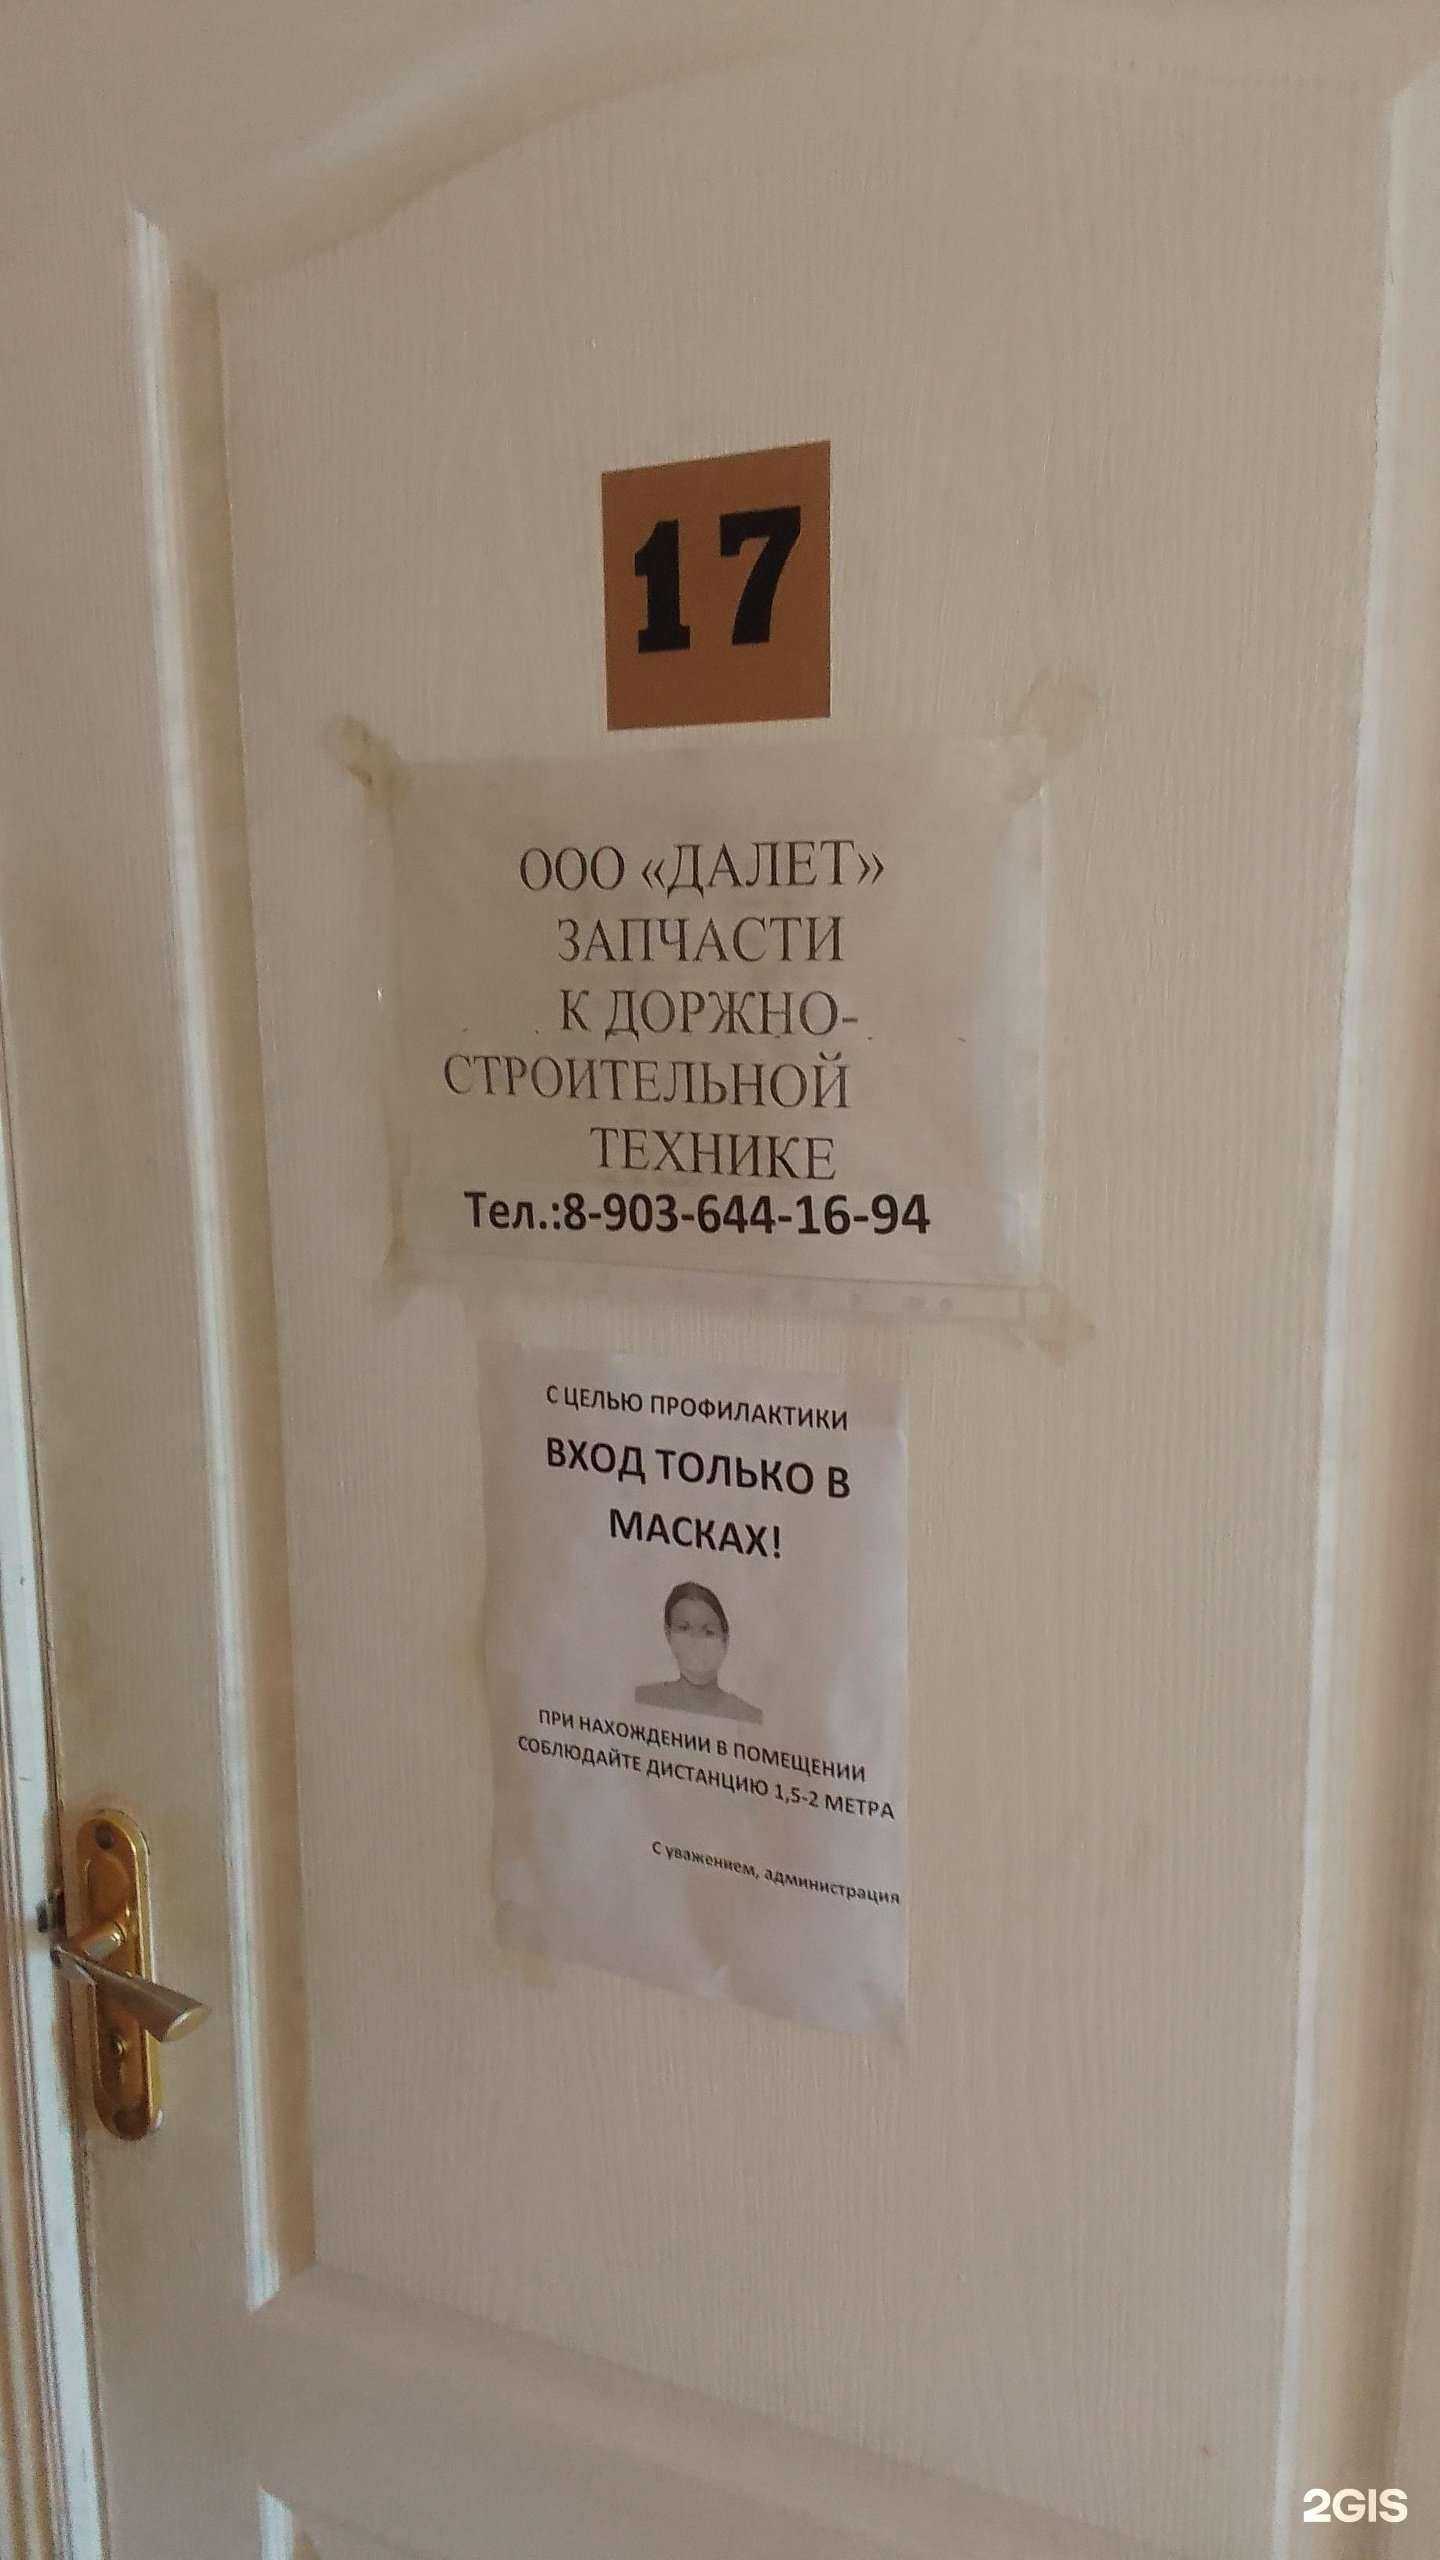 17
ООО «ДАЛЕТ»
ЗАПЧАСТИ
К ДОРЖНО-
СТРОИТЕЛЬНОЙ
ТЕХНИКЕ
Тел.:8-903-644-16-94
С ЦЕЛЬЮ ПРОФИЛАКТИКИ
ВХОД ТОЛЬКО В
МАСКАХ!
ПРИ НАХОЖДЕНИИ В ПОМЕЩЕНИИ
СОБЛЮДАЙТЕ ДИСТАНЦИЮ 1,5-2 МЕТРА
С уважением, администрация
2GIS